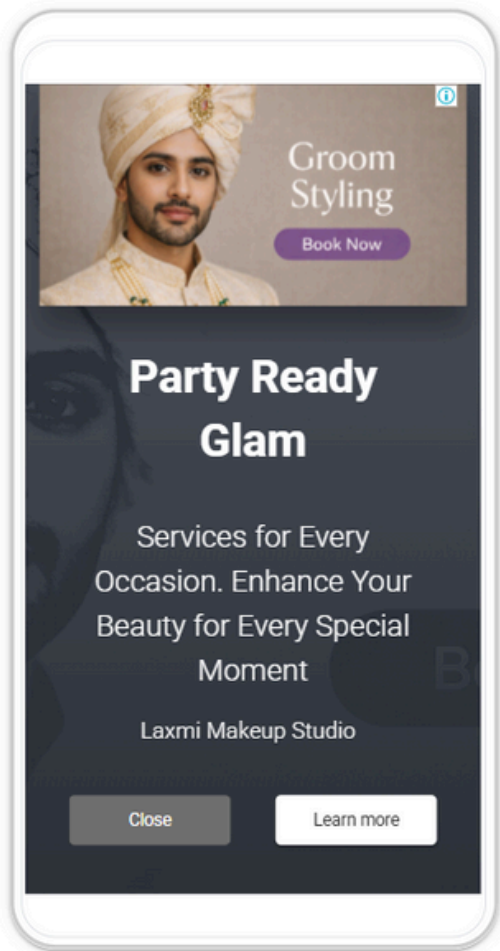 Groom
Styling
Book Now
Party Ready
Glam
Services for Every
Occasion. Enhance Your
Beauty for Every Special
Moment
Laxmi Makeup Studio
Close
Learn more